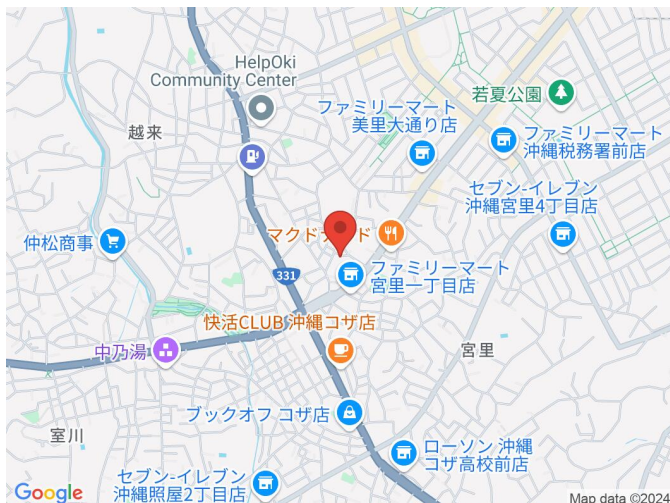 HelpOki
Community Center
越来
若夏公園
ファミリーマート
美里大通り店
ファミリーマート
沖縄税務署前店
セブン-イレブン
沖縄宮里4丁目店
仲松商事
マクド
ド
331
ファミリーマート
宮里一丁目店
快活CLUB 沖縄コザ店
中乃湯
宮里
ブックオフ コザ店
室川
ローソン 沖縄
コザ高校前店
セブン-イレブン
沖縄照屋2丁目店
Google
Map data ©2024